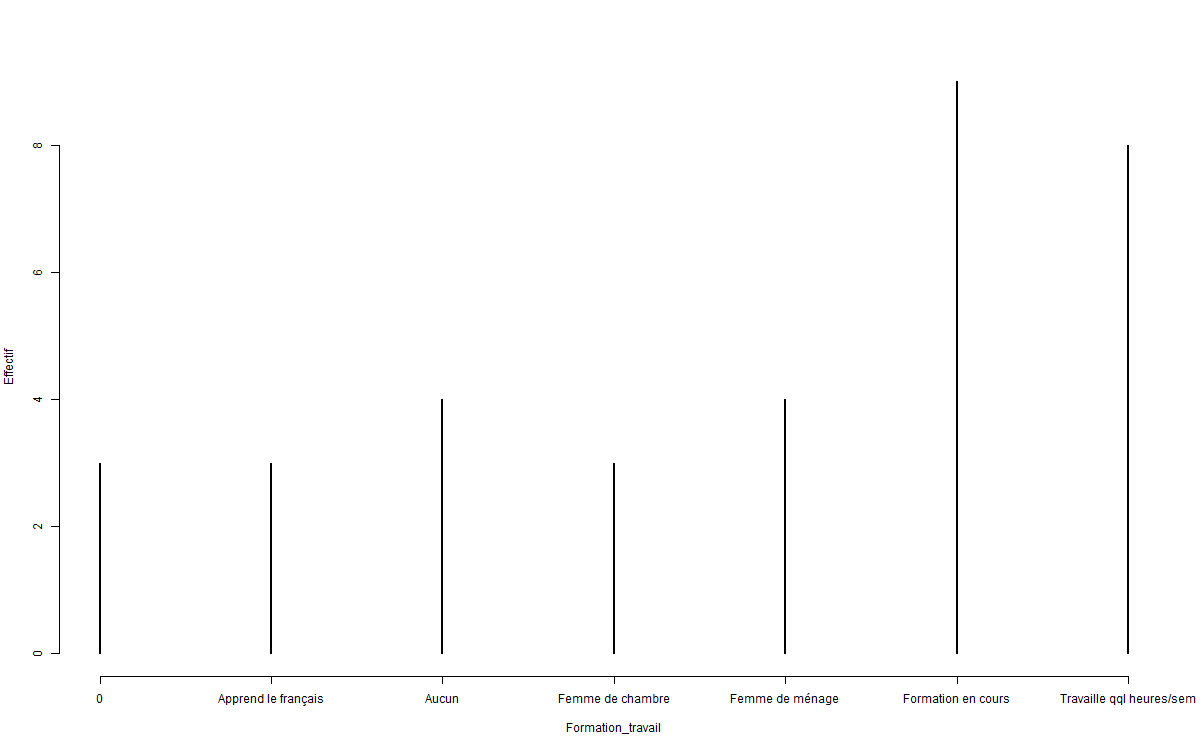 8
6
4
2
0
Effectif
0 Apprend le français Aucun Femme de chambre Femme de ménage Formation en cours Travaille qql heures/sem
Formation_travail